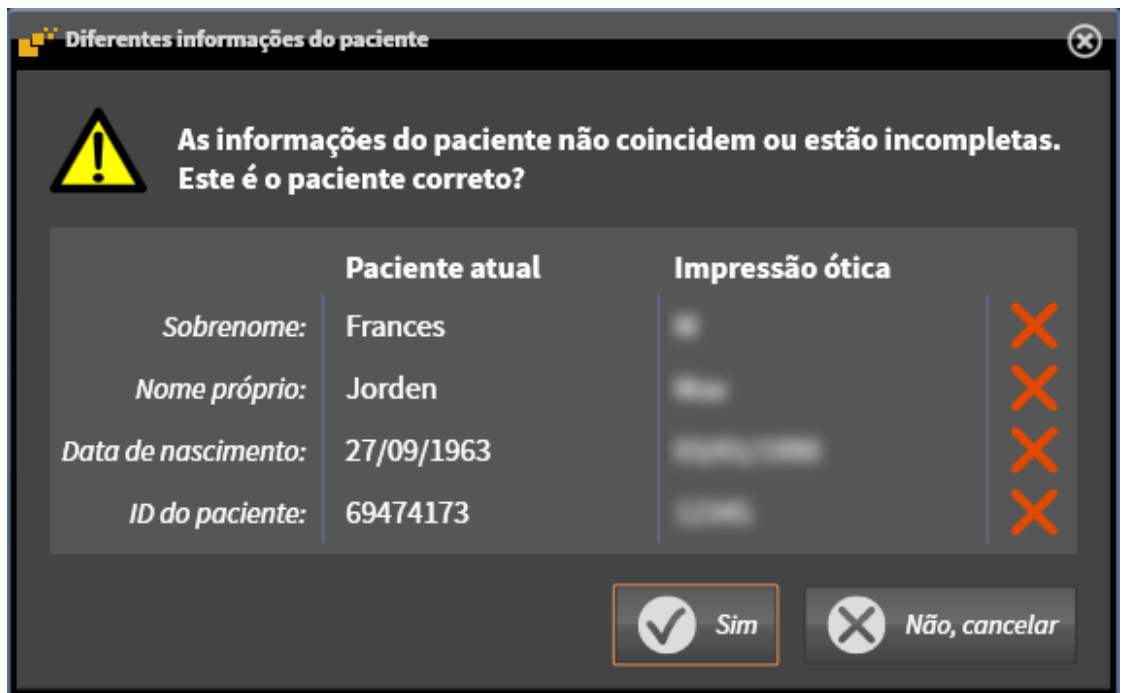 Diferentes informações do paciente
As informações do paciente não coincidem ou estão incompletas.
Este é o paciente correto?
Paciente atual Impressão ótica
Sobrenome: Frances
Nome próprio: Jorden
Data de nascimento: 27/09/1963
ID do paciente: 69474173
Sim Não, cancelar